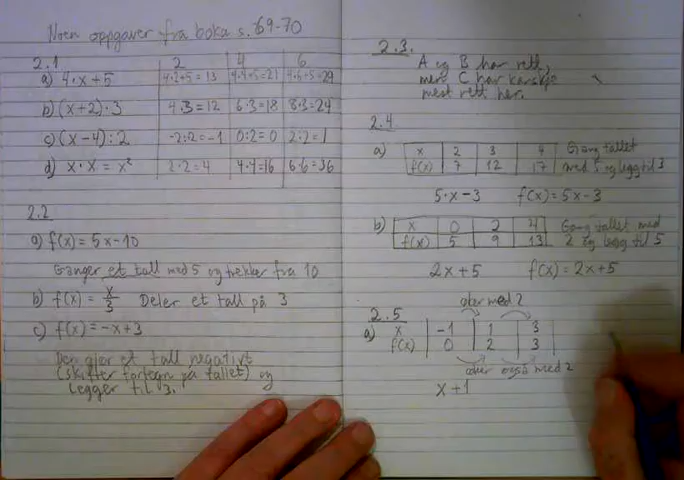 Noen oppgaver fra boka s. 69-70
2.1 2 4 6
a) 4·x+5 4·2+5=13 4·4+5=21 4·6+5=29
b) (x+2)·3 4·3=12 6·3=18 8·3=24
c) (x-4):2 -2:2=-1 0:2=0 2:2=1
d) x·x=x² 2·2=4 4·4=16 6·6=36
2.2
a) f(x)=5x-10
Ganger et tall med 5 og trekker fra 10
b) f(x)=x/3 Deler et tall på 3
c) f(x)=-x+3
Den gjør et tall negativt
(skifter fortegn på tallet) og
legger til 3.
2.3.
A og B har rett,
mens C har kanskje
mest rett her.
2.4
a) x 2 3 4 Gang tallet
f(x) 7 12 17 med 5 og legg til 3
5·x-3 f(x)=5x-3
b) x 0 2 4 Gang tallet med
f(x) 5 9 13 2 og legg til 5
2x+5 f(x)=2x+5
øker med 2
2.5
a) x -1 1 3
f(x) 0 2 3
øker også med 2
x+1